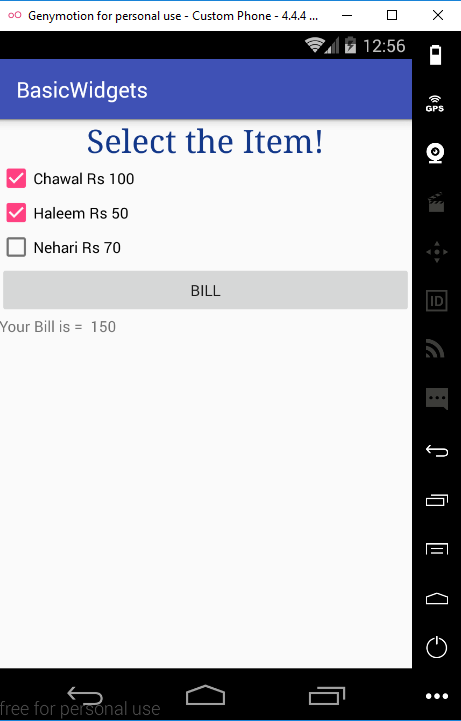 Genymotion for personal use - Custom Phone - 4.4.4 ...
12:56
BasicWidgets
GPS
Select the Item!
Chawal Rs 100
Haleem Rs 50
Nehari Rs 70
BILL
ID
Your Bill is =  150
free for personal use